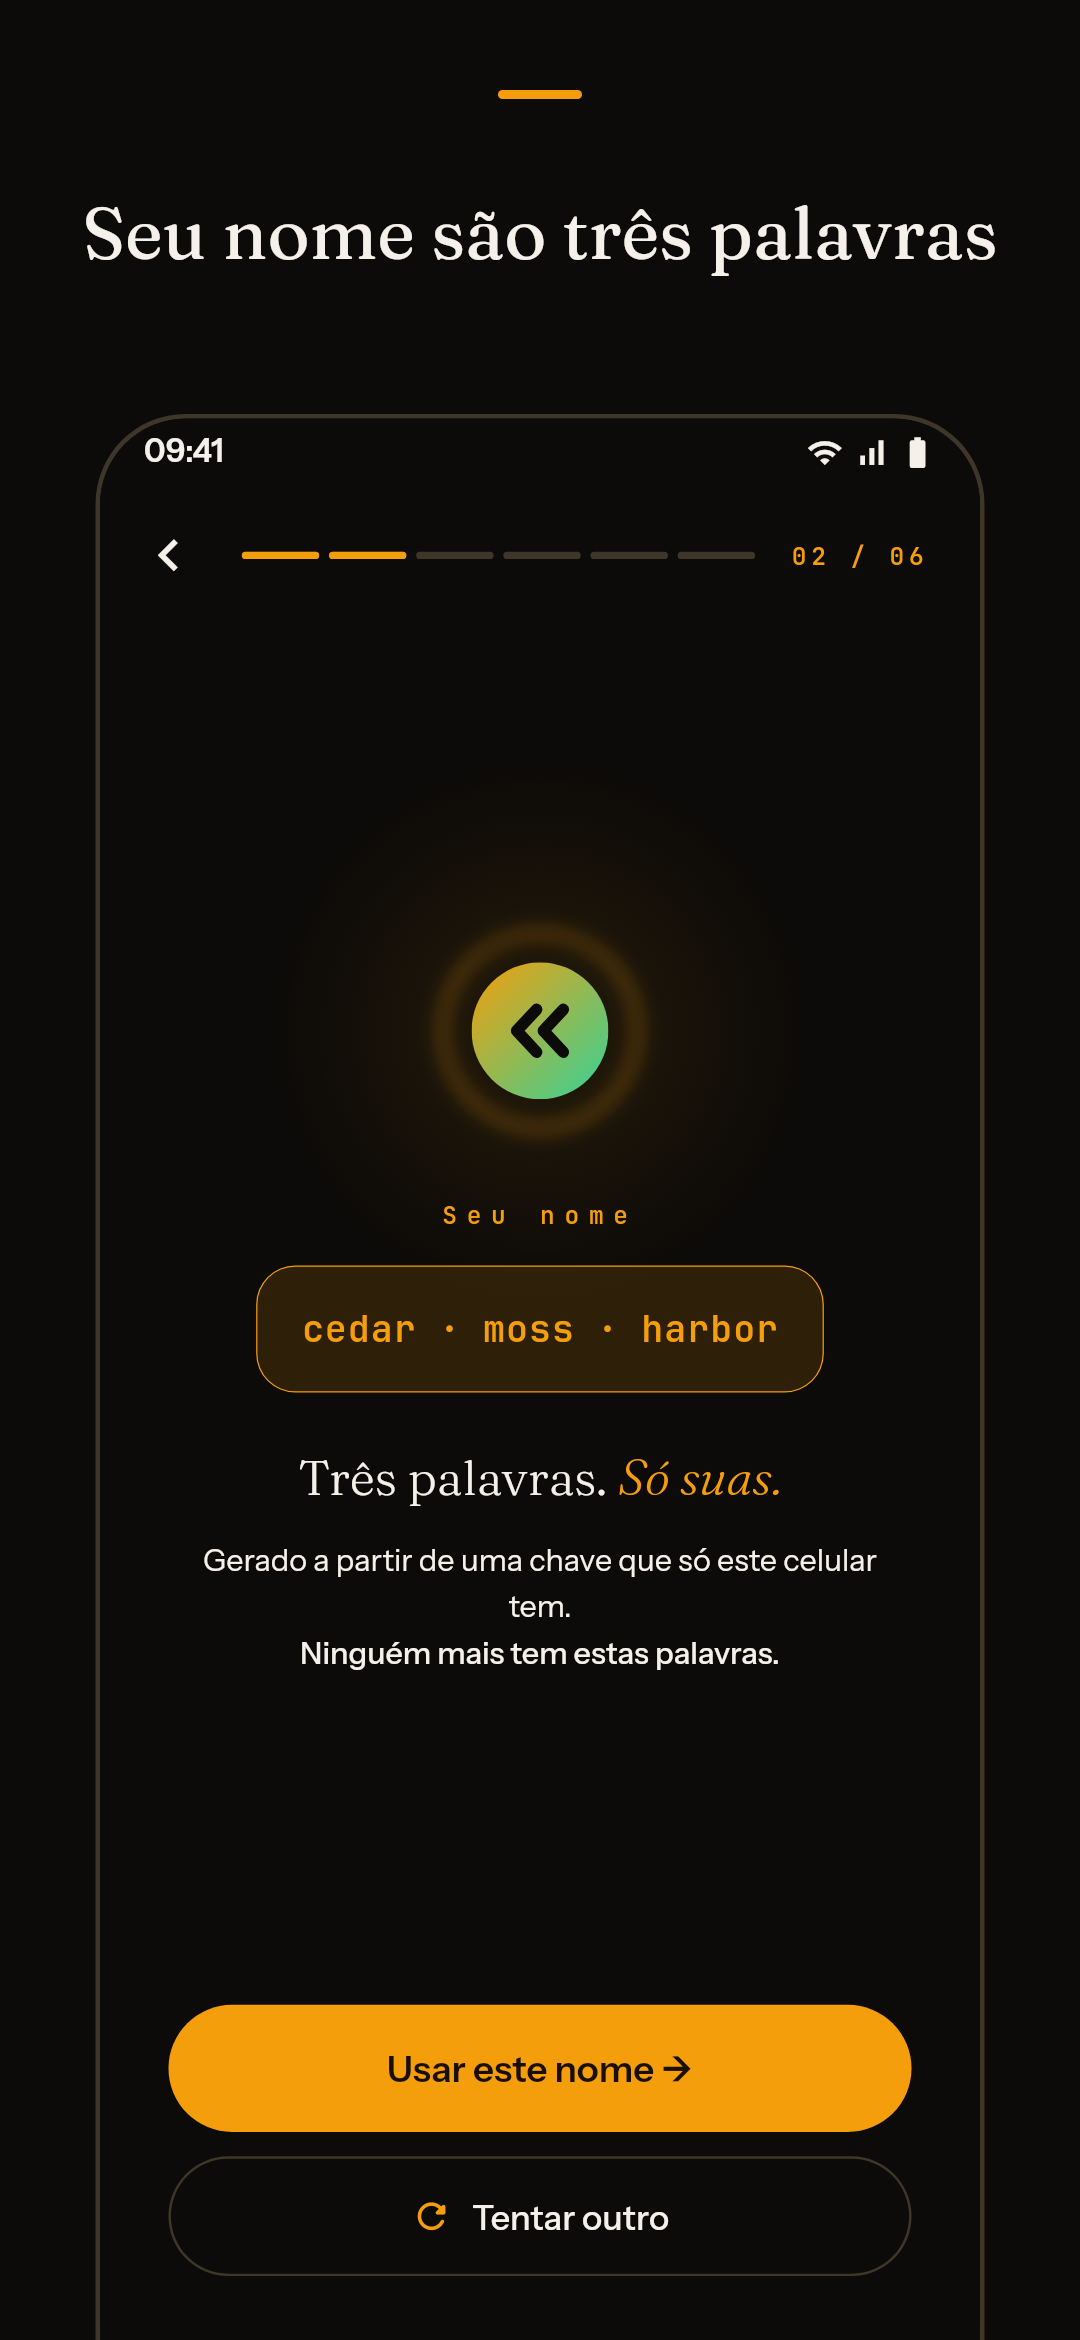 Seu nome são três palavras
09:41
02 / 06
Seu nome
cedar · moss · harbor
Três palavras. Só suas.
Gerado a partir de uma chave que só este celular
tem.
Ninguém mais tem estas palavras.
Usar este nome →
Tentar outro